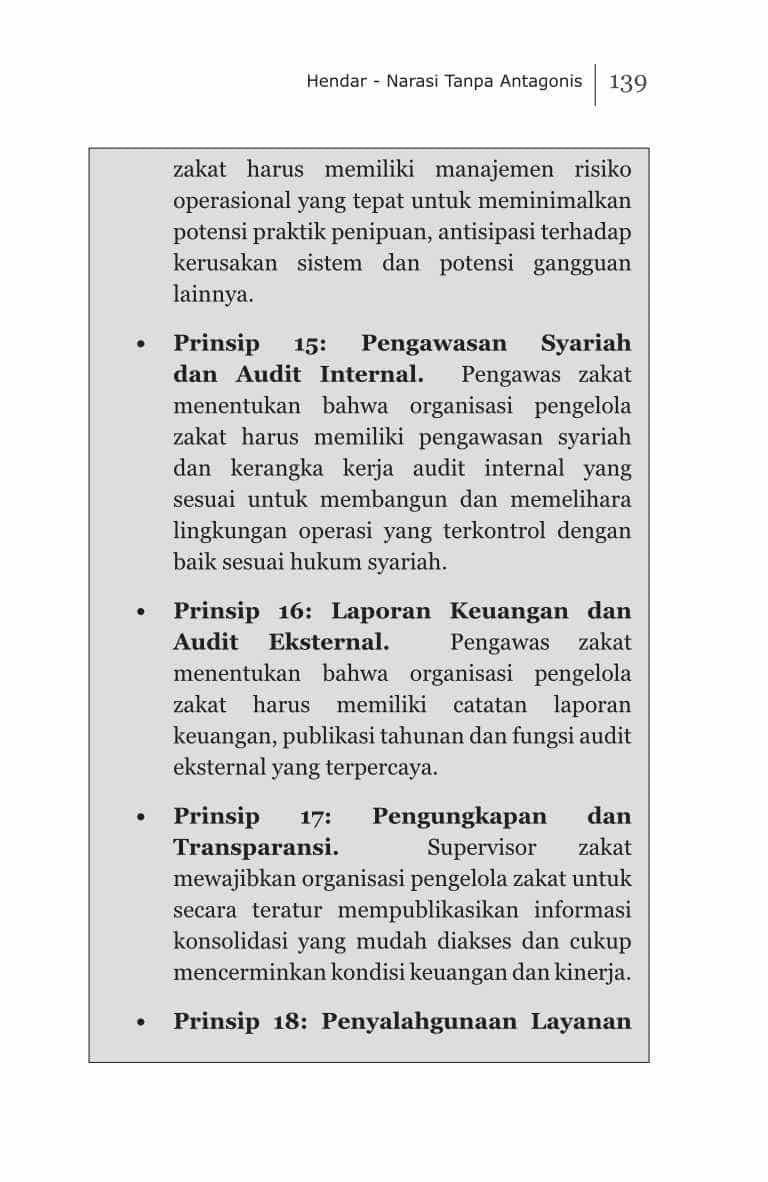 Hendar - Narasi Tanpa Antagonis 139
zakat harus memiliki manajemen risiko
operasional yang tepat untuk meminimalkan
potensi praktik penipuan, antisipasi terhadap
kerusakan sistem dan potensi gangguan
lainnya.
• Prinsip 15: Pengawasan Syariah
dan Audit Internal. Pengawas zakat
menentukan bahwa organisasi pengelola
zakat harus memiliki pengawasan syariah
dan kerangka kerja audit internal yang
sesuai untuk membangun dan memelihara
lingkungan operasi yang terkontrol dengan
baik sesuai hukum syariah.
• Prinsip 16: Laporan Keuangan dan
Audit Eksternal. Pengawas zakat
menentukan bahwa organisasi pengelola
zakat harus memiliki catatan laporan
keuangan, publikasi tahunan dan fungsi audit
eksternal yang terpercaya.
• Prinsip 17: Pengungkapan dan
Transparansi. Supervisor zakat
mewajibkan organisasi pengelola zakat untuk
secara teratur mempublikasikan informasi
konsolidasi yang mudah diakses dan cukup
mencerminkan kondisi keuangan dan kinerja.
• Prinsip 18: Penyalahgunaan Layanan